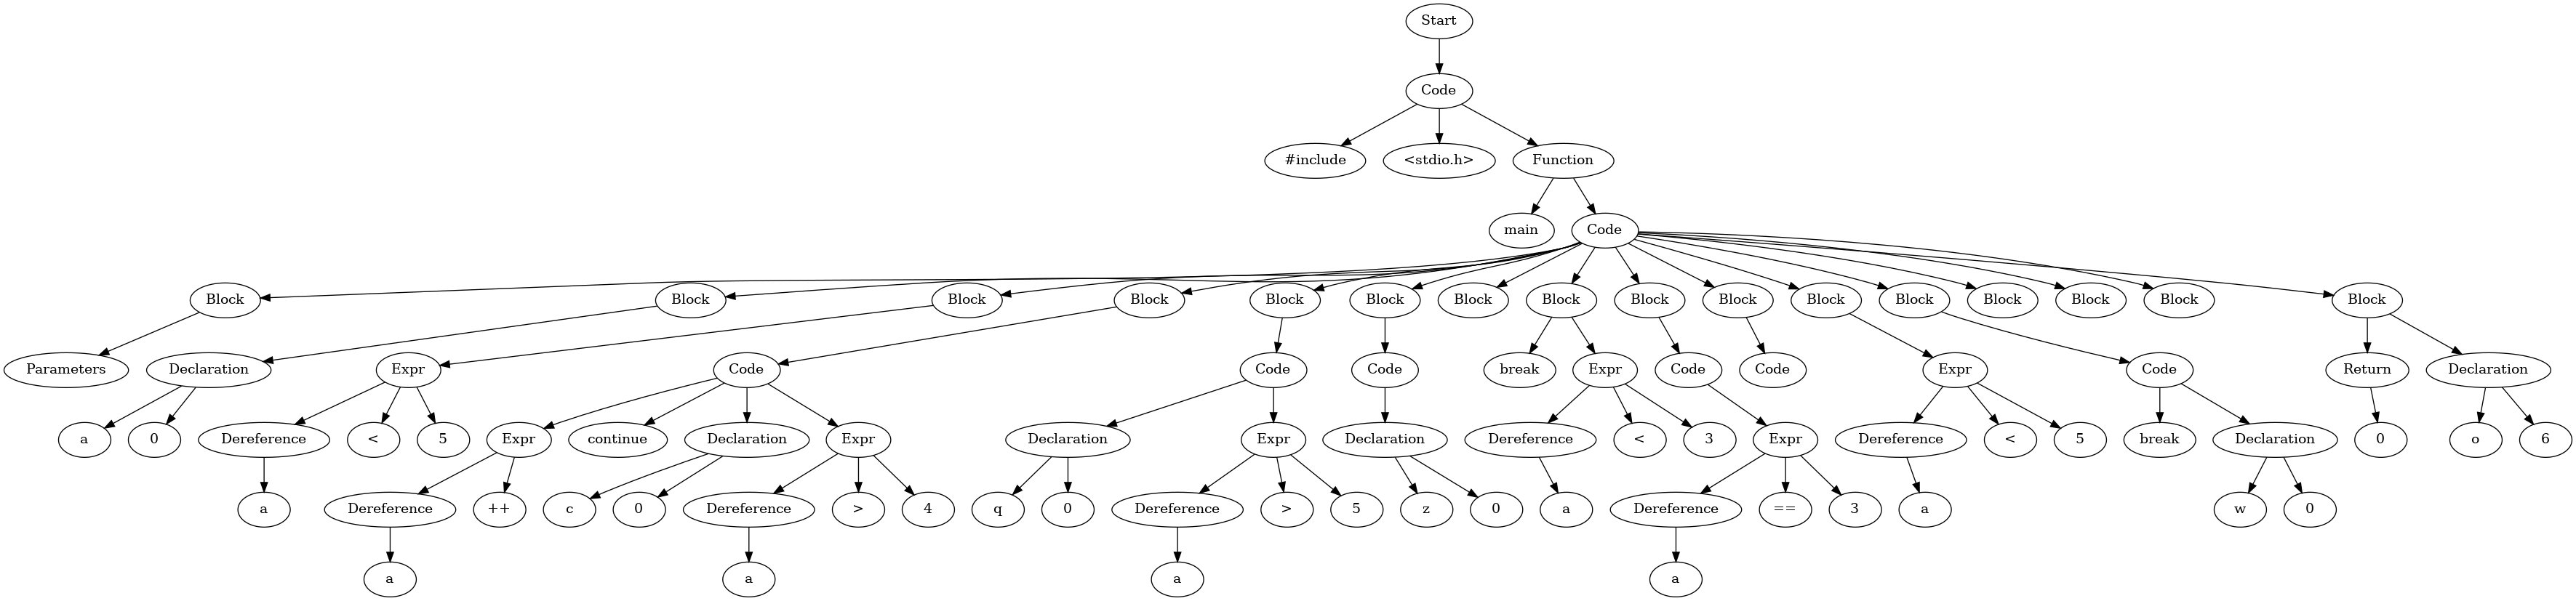 Start
Code
#include <stdio.h> Function
main Code
Block Block Block Block Block Block Block Block Block Block Block Block Block Block Block Block
Parameters Declaration Expr Code Code Code break Expr Code Code Expr Code Return Declaration
a 0 Dereference < 5 Expr continue Declaration Expr Declaration Expr Declaration Dereference < 3 Expr Dereference < 5 break Declaration 0 o 6
a Dereference ++ c 0 Dereference > 4 q 0 Dereference > 5 z 0 a Dereference == 3 a w 0
a a a a